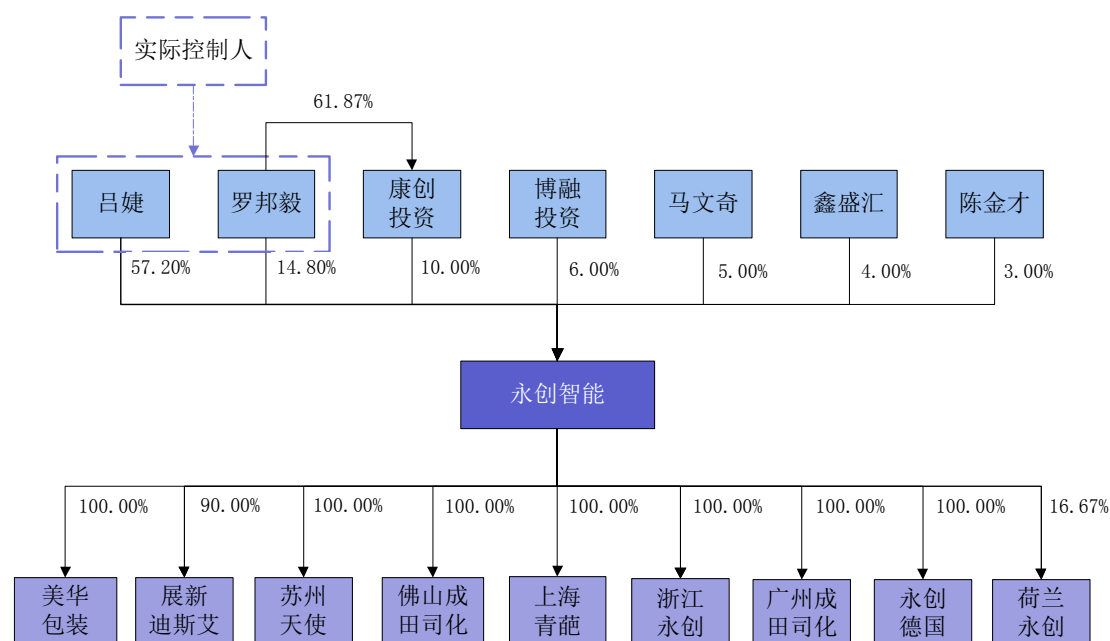 实际控制人
61.87%
吕婕
罗邦毅
康创
投资
博融
投资
马文奇
鑫盛汇
陈金才
57.20%
14.80%
10.00%
6.00%
5.00%
4.00%
3.00%
永创智能
100.00%
90.00%
100.00%
100.00%
100.00%
100.00%
100.00%
100.00%
16.67%
美华
包装
展新
迪斯艾
苏州
天使
佛山成
田司化
上海
青葩
浙江
永创
广州成
田司化
永创
德国
荷兰
永创